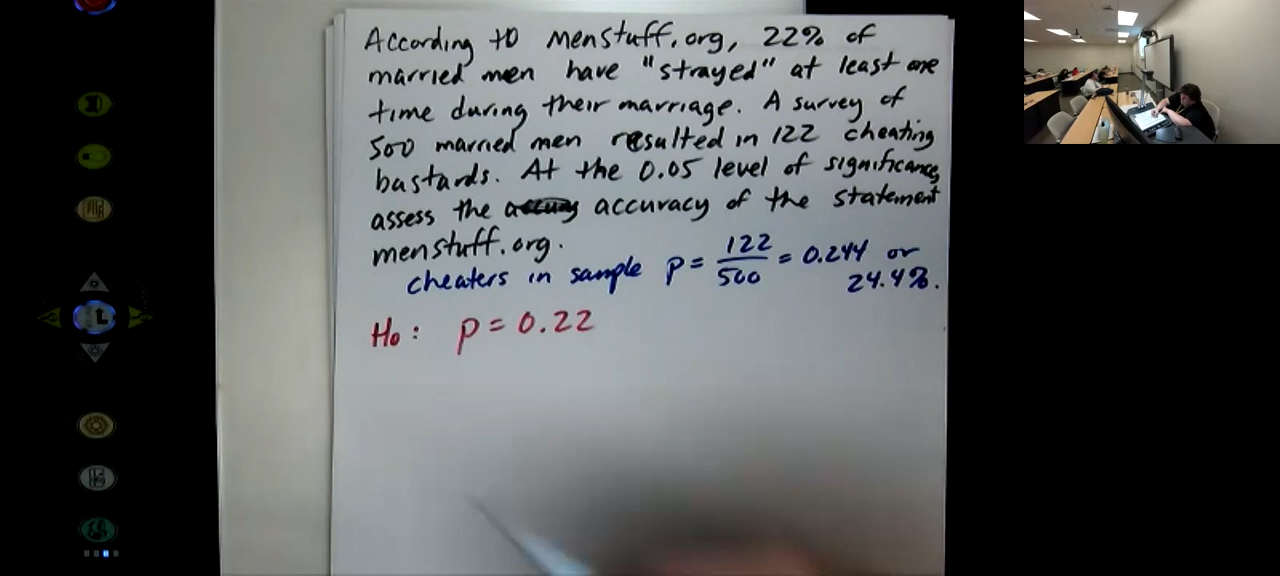 According to menstuff.org, 22% of
married men have "strayed" at least one
time during their marriage. A survey of
500 married men resulted in 122 cheating
bastards. At the 0.05 level of significance,
assess the accuracy of the statement
menstuff.org.
cheaters in sample p = 122/500 = 0.244 or
24.4%.
Ho: p = 0.22